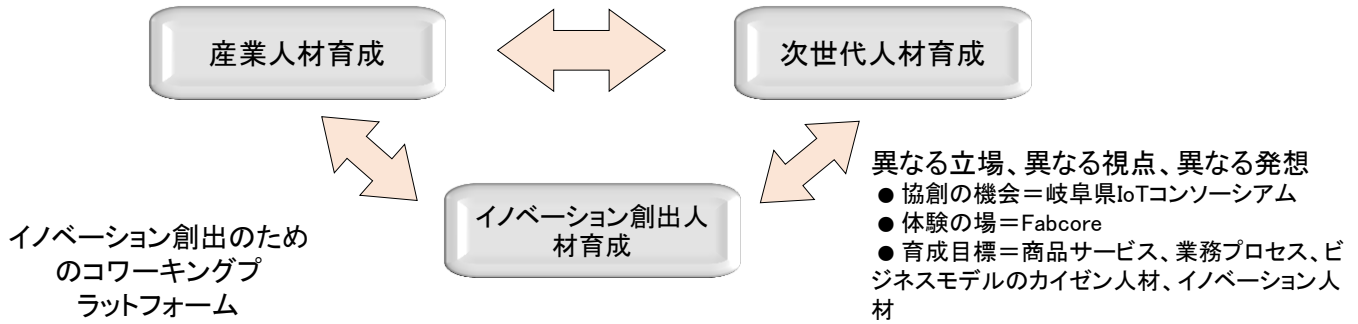 産業人材育成
次世代人材育成
イノベーション創出人
材育成
イノベーション創出のため
のコワーキングプ
ラットフォーム
異なる立場、異なる視点、異なる発想
● 協創の機会＝岐阜県IoTコンソーシアム
● 体験の場＝Fabcore
● 育成目標＝商品サービス、業務プロセス、ビ
ジネスモデルのカイゼン人材、イノベーション人
材